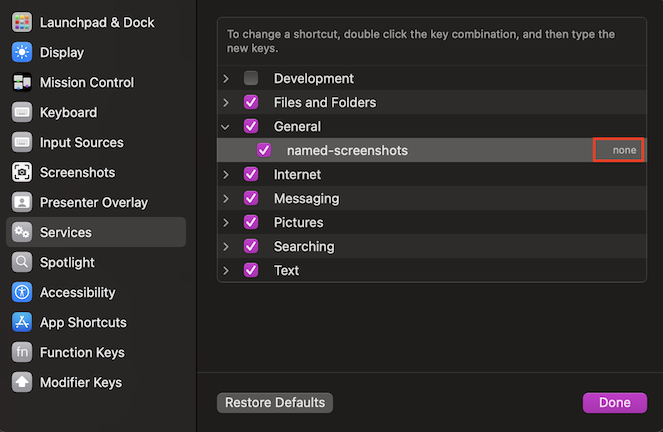 Launchpad & Dock
Display
Mission Control
Keyboard
Input Sources
Screenshots
Presenter Overlay
Services
Spotlight
Accessibility
App Shortcuts
fn Function Keys
Modifier Keys
To change a shortcut, double click the key combination, and then type the
new keys.
Development
Files and Folders
General
named-screenshots none
Internet
Messaging
Pictures
Searching
Text
Restore Defaults
Done